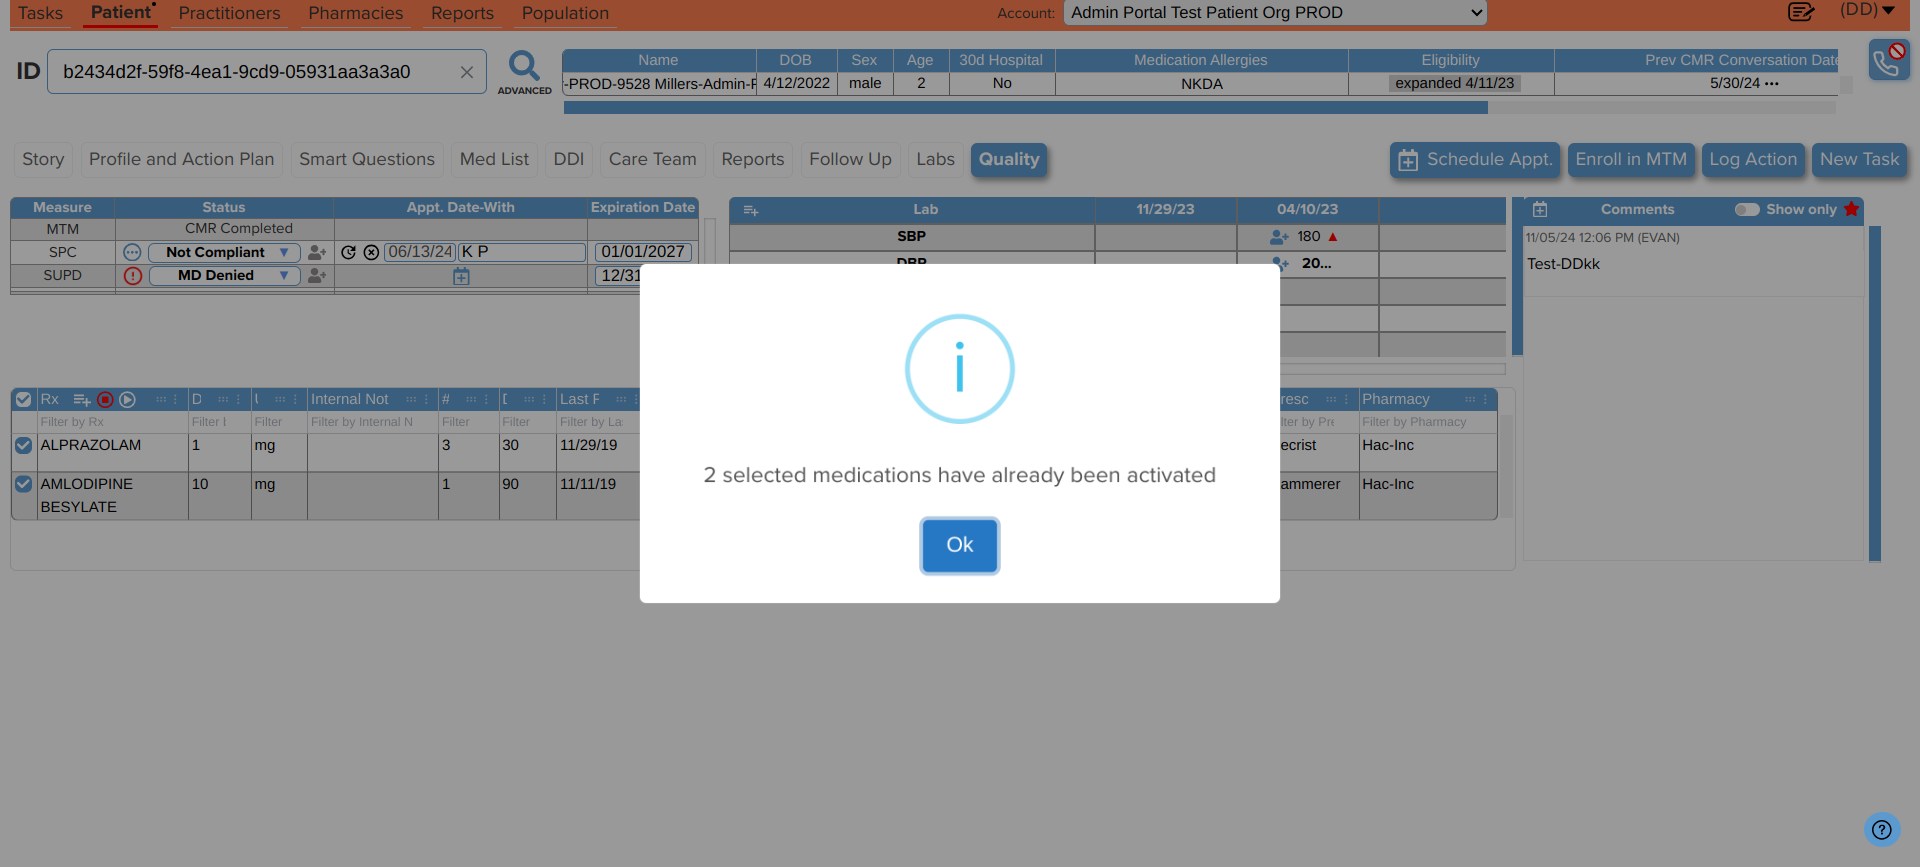 Tasks Patient Practitioners Pharmacies Reports Population Account: Admin Portal Test Patient Org PROD (DD)
ID b2434d2f-59f8-4ea1-9cd9-05931aa3a3a0 ADVANCED
Name DOB Sex Age 30d Hospital Medication Allergies Eligibility Prev CMR Conversation Date
-PROD-9528 Millers-Admin-F 4/12/2022 male 2 No NKDA expanded 4/11/23 5/30/24 •••
Story Profile and Action Plan Smart Questions Med List DDI Care Team Reports Follow Up Labs Quality Schedule Appt. Enroll in MTM Log Action New Task
Measure Status Appt. Date-With Expiration Date
MTM CMR Completed
SPC Not Compliant 06/13/24 K P 01/01/2027
SUPD MD Denied 12/31
Lab 11/29/23 04/10/23
SBP 180
DBP 20...
Comments Show only
11/05/24 12:06 PM (EVAN)
Test-DDkk
Rx D Internal Not # Last F resc Pharmacy
Filter by Rx Filter Filter Filter by Internal N Filter Filter Filter by La Filter by Pharmacy
ALPRAZOLAM 1 mg 3 30 11/29/19 ecrist Hac-Inc
AMLODIPINE BESYLATE 10 mg 1 90 11/11/19 ammerer Hac-Inc
i
2 selected medications have already been activated
Ok
?